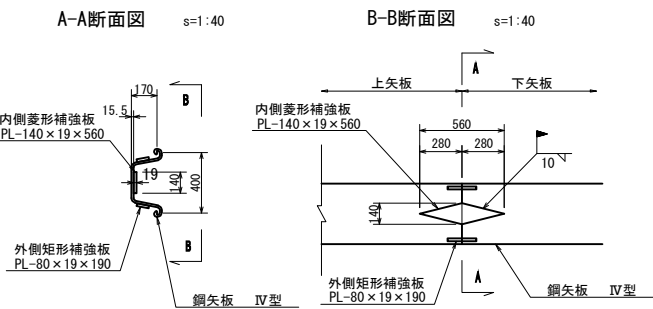 A-A断面図 s=1:40
170
B
15.5
内側菱形補強板
PL-140×19×560
19
140
400
外側矩形補強板
PL-80×19×190
B
鋼矢板 Ⅳ型
B-B断面図 s=1:40
A
上矢板 下矢板
内側菱形補強板
PL-140×19×560
560
280 280
10
140
外側矩形補強板
PL-80×19×190
A
鋼矢板 Ⅳ型